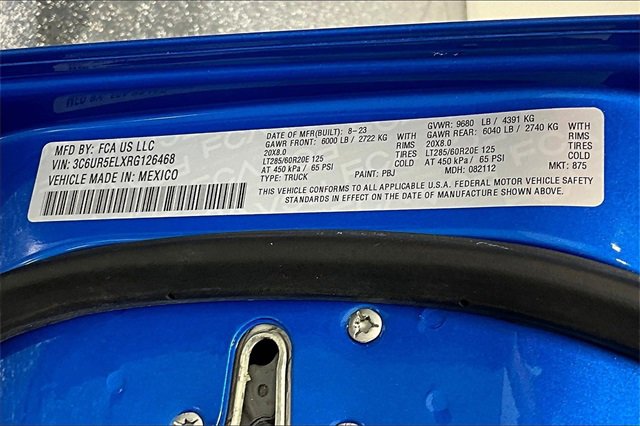 MFD BY: FCA US LLC
VIN: 3C6UR5ELXRG126468
VEHICLE MADE IN: MEXICO
DATE OF MFR(BUILT): 8-23
GAWR FRONT: 6000 LB / 2722 KG WITH
20X8.0 RIMS
LT285/60R20E 125 TIRES
AT 450 kPa / 65 PSI COLD
TYPE: TRUCK PAINT: PBJ
GVWR: 9680 LB / 4391 KG
GAWR REAR: 6040 LB / 2740 KG WITH
20X8.0 RIMS
LT285/60R20E 125 TIRES
AT 450 kPa / 65 PSI COLD
MDH: 082112 MKT: 875
THIS VEHICLE CONFORMS TO ALL APPLICABLE U.S.A. FEDERAL MOTOR VEHICLE SAFETY
STANDARDS IN EFFECT ON THE DATE OF MANUFACTURE SHOWN ABOVE.